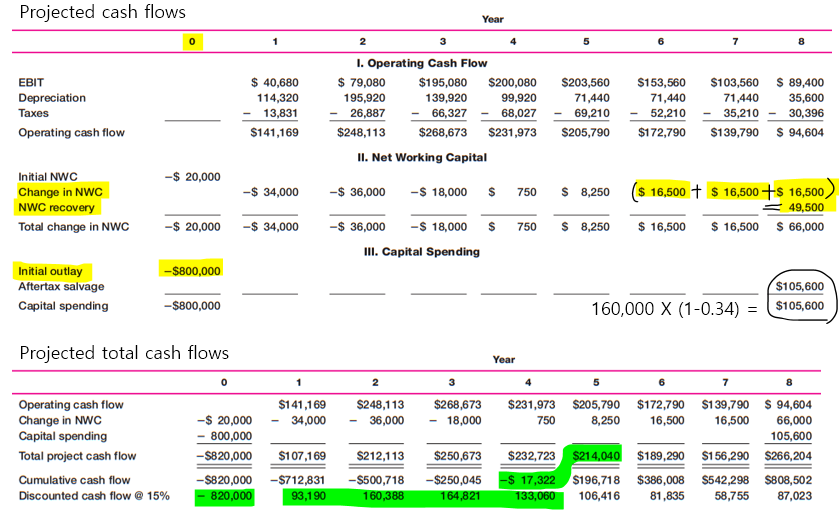 Projected cash flows
Year
0 1 2 3 4 5 6 7 8
I. Operating Cash Flow
EBIT $ 40,680 $ 79,080 $195,080 $200,080 $203,560 $153,560 $103,560 $ 89,400
Depreciation 114,320 195,920 139,920 99,920 71,440 71,440 71,440 35,600
Taxes − 13,831 − 26,887 − 66,327 − 68,027 − 69,210 − 52,210 − 35,210 − 30,396
Operating cash flow $141,169 $248,113 $268,673 $231,973 $205,790 $172,790 $139,790 $ 94,604
II. Net Working Capital
Initial NWC −$ 20,000
Change in NWC −$ 34,000 −$ 36,000 −$ 18,000 $ 750 $ 8,250 ($ 16,500 + $ 16,500 + $ 16,500)
NWC recovery = 49,500
Total change in NWC −$ 20,000 −$ 34,000 −$ 36,000 −$ 18,000 $ 750 $ 8,250 $ 16,500 $ 16,500 $ 66,000
III. Capital Spending
Initial outlay −$800,000
Aftertax salvage $105,600
Capital spending −$800,000 160,000 X (1-0.34) = $105,600
Projected total cash flows
Year
0 1 2 3 4 5 6 7 8
Operating cash flow $141,169 $248,113 $268,673 $231,973 $205,790 $172,790 $139,790 $ 94,604
Change in NWC −$ 20,000 − 34,000 − 36,000 − 18,000 750 8,250 16,500 16,500 66,000
Capital spending − 800,000 105,600
Total project cash flow −$820,000 $107,169 $212,113 $250,673 $232,723 $214,040 $189,290 $156,290 $266,204
Cumulative cash flow −$820,000 −$712,831 −$500,718 −$250,045 −$ 17,322 $196,718 $386,008 $542,298 $808,502
Discounted cash flow @ 15% − 820,000 93,190 160,388 164,821 133,060 106,416 81,835 58,755 87,023